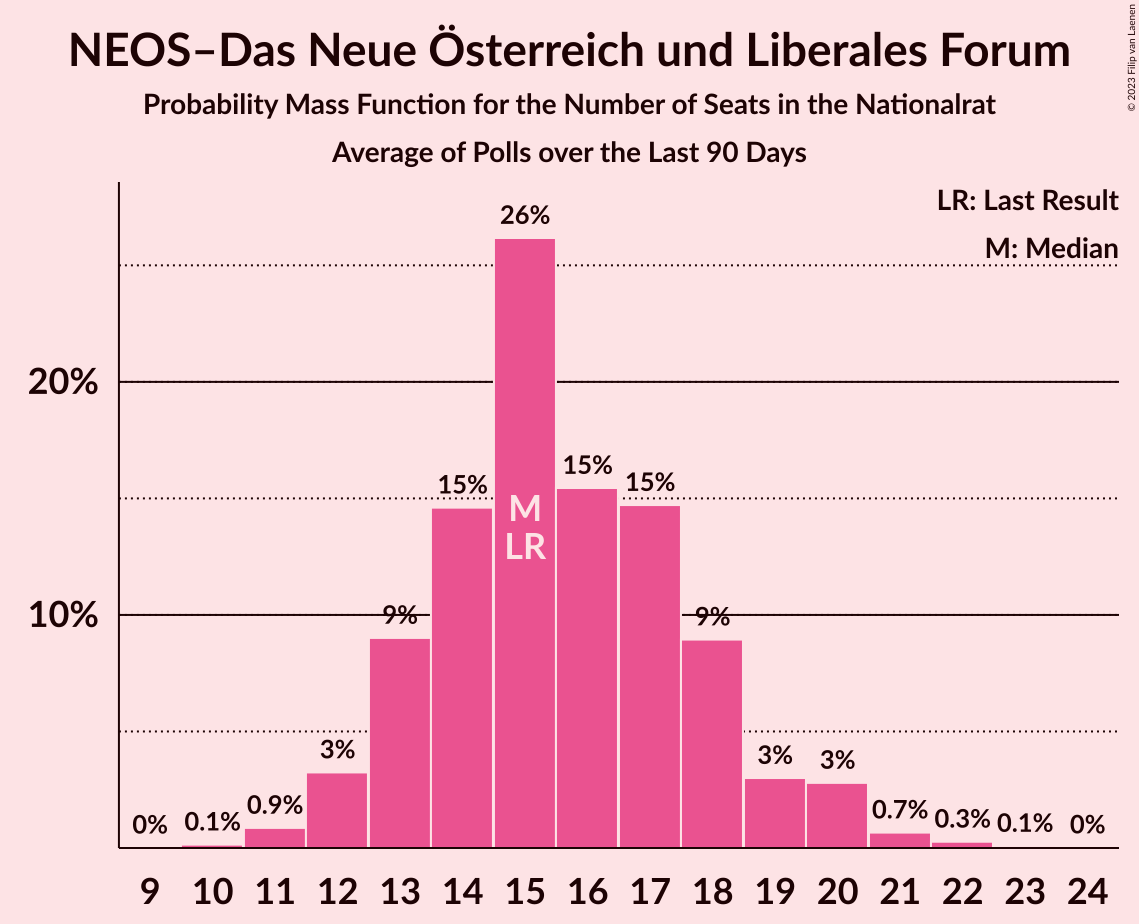 NEOS–Das Neue Österreich und Liberales Forum
Probability Mass Function for the Number of Seats in the Nationalrat
Average of Polls over the Last 90 Days
© 2023 Filip van Laenen
LR: Last Result
M: Median
20%
10%
0%
0.1%
0.9%
3%
9%
15%
26%
15%
15%
9%
3%
3%
0.7%
0.3%
0.1%
0%
M
LR
9 10 11 12 13 14 15 16 17 18 19 20 21 22 23 24